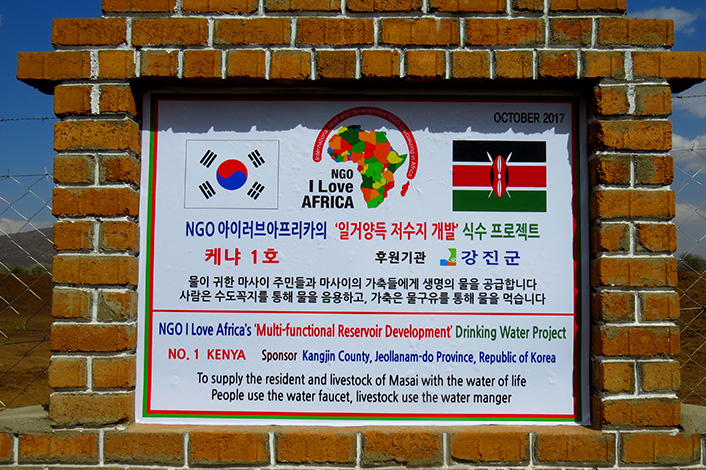 OCTOBER 2017
International relief and development NGO
NGO
I Love
AFRICA
NGO 아이러브아프리카의 '일거양득 저수지 개발' 식수 프로젝트
케냐 1호 후원기관 강진군
물이 귀한 마사이 주민들과 마사이의 가축들에게 생명의 물을 공급합니다
사람은 수도꼭지를 통해 물을 음용하고, 가축은 물구유를 통해 물을 먹습니다
NGO I Love Africa's 'Multi-functional Reservoir Development' Drinking Water Project
NO. 1 KENYA Sponsor Kangjin County, Jeollanam-do Province, Republic of Korea
To supply the resident and livestock of Masai with the water of life
People use the water faucet, livestock use the water manger